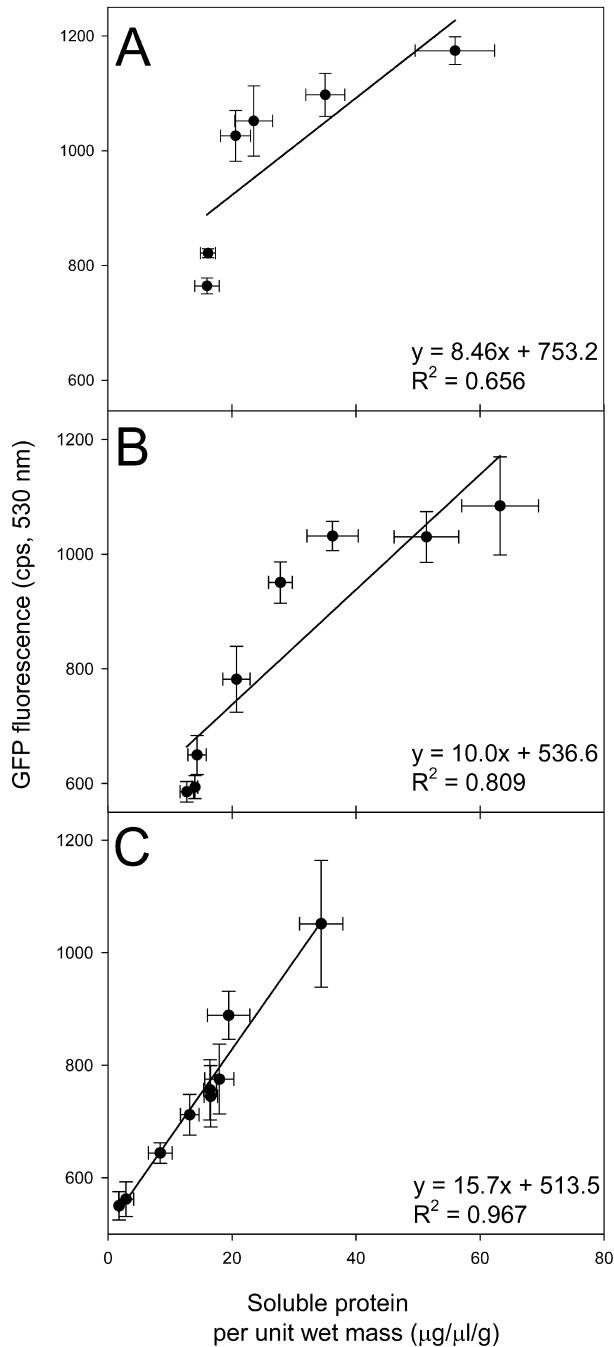 A
1200
1000
800
600
y = 8.46x + 753.2
R² = 0.656
B
1200
1000
800
600
y = 10.0x + 536.6
R² = 0.809
C
1200
1000
800
600
y = 15.7x + 513.5
R² = 0.967
0 20 40 60 80
GFP fluorescence (cps, 530 nm)
Soluble protein
per unit wet mass (μg/μl/g)